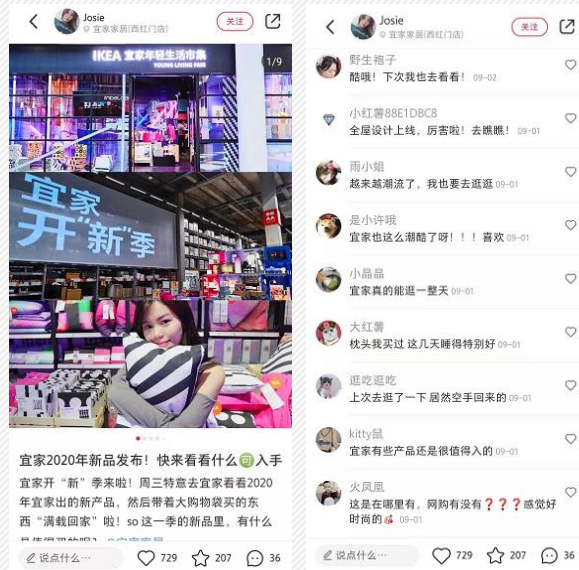 Josie
宜家家居(西红门店)
关注
IKEA 宜家年轻生活市集
YOUNG LIVING FAIR
1/9
宜家
开“新”季
宜家2020年新品发布！快来看看什么🉑入手
宜家开“新”季来啦！周三特意去宜家看看2020
年宜家出的新产品，然后带着大购物袋买的东
西“满载回家”啦！so 这一季的新品里，有什么
说点什么…
729
207
36
Josie
宜家家居(西红门店)
关注
野生袍子
酷哦！下次我也去看看！ 09-02
小红薯88E1DBC8
全屋设计上线，厉害啦！去瞧瞧！ 09-01
雨小姐
越来越潮流了，我也要去逛逛 09-01
是小许哦
宜家也这么潮酷了呀！！！喜欢 09-01
小晶晶
宜家真的能逛一整天 09-01
大红薯
枕头我买过 这几天睡得特别好 09-01
逛吃逛吃
上次去逛了一下 居然空手回来的 09-01
kitty鼠
宜家有些产品还是很值得入的 09-01
火凤凰
这是在哪里有，网购有没有❓❓❓感觉好
时尚的💰 09-01
说点什么…
729
207
36